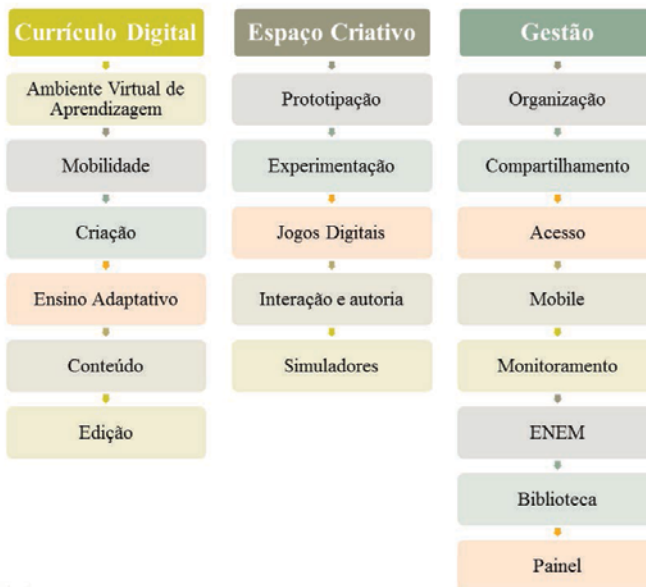 Currículo Digital
Ambiente Virtual de
Aprendizagem
Mobilidade
Criação
Ensino Adaptativo
Conteúdo
Edição
Espaço Criativo
Prototipação
Experimentação
Jogos Digitais
Interação e autoria
Simuladores
Gestão
Organização
Compartilhamento
Acesso
Mobile
Monitoramento
ENEM
Biblioteca
Painel